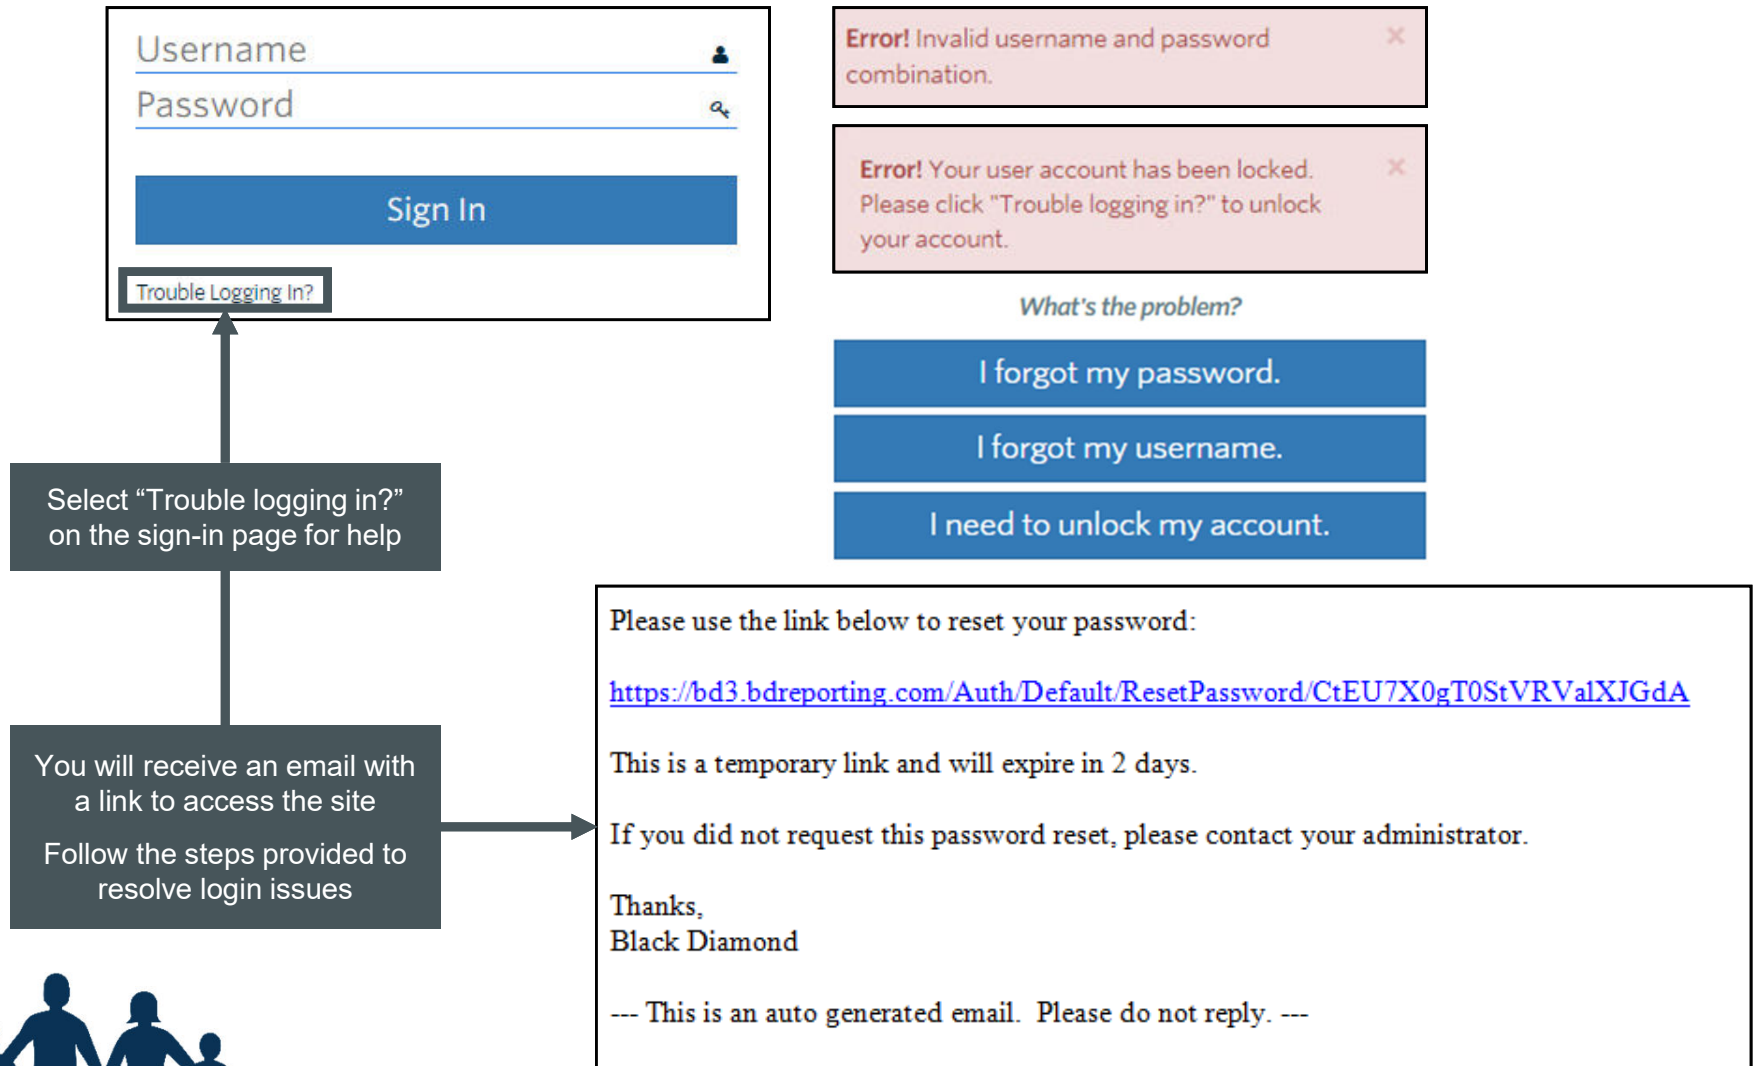 Username
Password
Sign In
Trouble Logging In?
Error! Invalid username and password
combination.
Error! Your user account has been locked.
Please click "Trouble logging in?" to unlock
your account.
What's the problem?
I forgot my password.
I forgot my username.
I need to unlock my account.
Select “Trouble logging in?”
on the sign-in page for help
You will receive an email with
a link to access the site
Follow the steps provided to
resolve login issues
Please use the link below to reset your password:
https://bd3.bdreporting.com/Auth/Default/ResetPassword/CtEU7X0gT0StVRValXJGdA
This is a temporary link and will expire in 2 days.
If you did not request this password reset, please contact your administrator.
Thanks,
Black Diamond
--- This is an auto generated email.  Please do not reply. ---